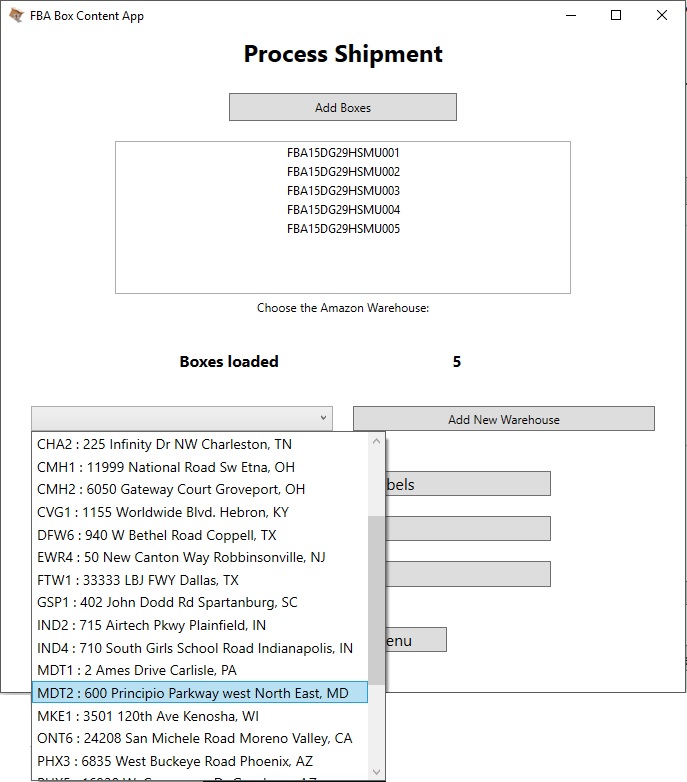 FBA Box Content App
Process Shipment
Add Boxes
FBA15DG29HSMU001
FBA15DG29HSMU002
FBA15DG29HSMU003
FBA15DG29HSMU004
FBA15DG29HSMU005
Choose the Amazon Warehouse:
Boxes loaded 5
Add New Warehouse
CHA2 : 225 Infinity Dr NW Charleston, TN
CMH1 : 11999 National Road Sw Etna, OH
CMH2 : 6050 Gateway Court Groveport, OH
CVG1 : 1155 Worldwide Blvd. Hebron, KY
DFW6 : 940 W Bethel Road Coppell, TX
EWR4 : 50 New Canton Way Robbinsonville, NJ
FTW1 : 33333 LBJ FWY Dallas, TX
GSP1 : 402 John Dodd Rd Spartanburg, SC
IND2 : 715 Airtech Pkwy Plainfield, IN
IND4 : 710 South Girls School Road Indianapolis, IN
MDT1 : 2 Ames Drive Carlisle, PA
MDT2 : 600 Principio Parkway west North East, MD
MKE1 : 3501 120th Ave Kenosha, WI
ONT6 : 24208 San Michele Road Moreno Valley, CA
PHX3 : 6835 West Buckeye Road Phoenix, AZ
bels
enu